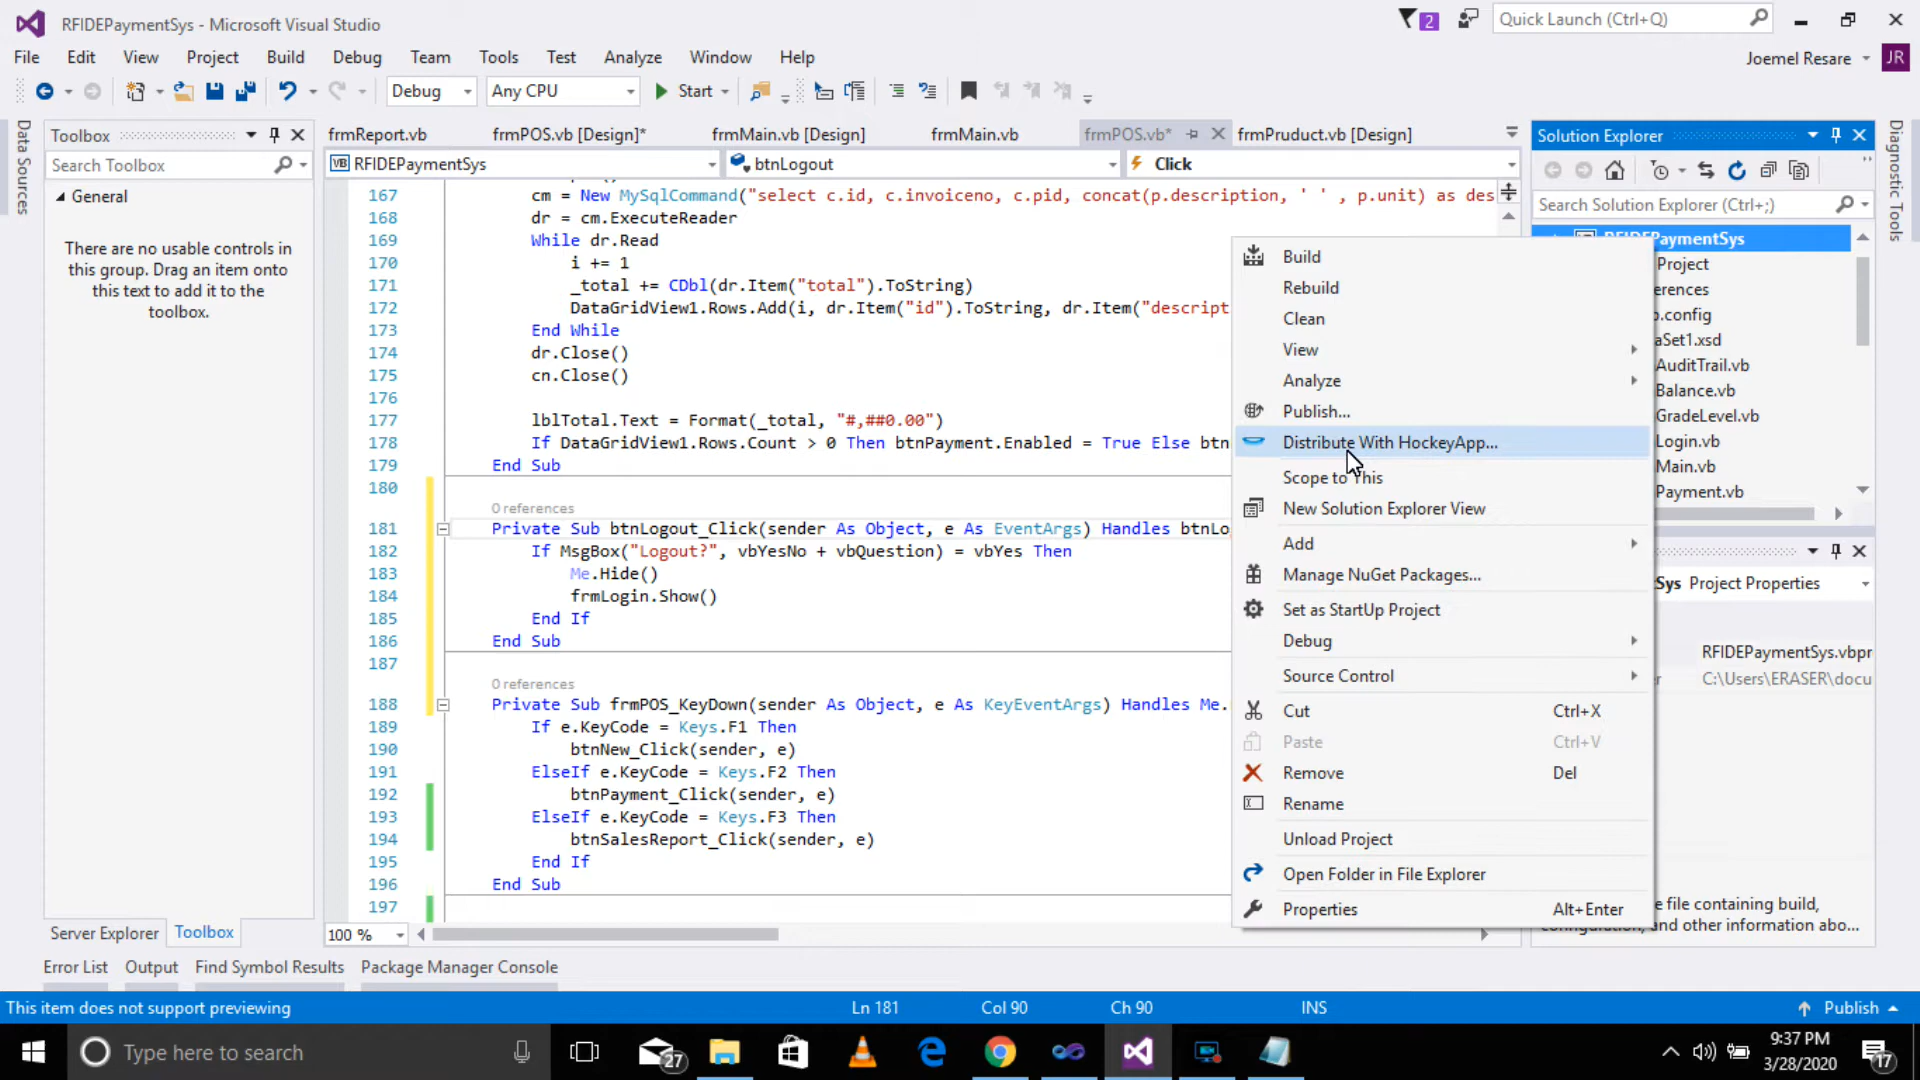 RFIDEPaymentSys - Microsoft Visual Studio
2
Quick Launch (Ctrl+Q)
File Edit View Project Build Debug Team Tools Test Analyze Window Help
Joemel Resare JR
Debug Any CPU Start
Data Sources
Toolbox
Search Toolbox
General
There are no usable controls in
this group. Drag an item onto
this text to add it to the
toolbox.
Server Explorer Toolbox
frmReport.vb frmPOS.vb [Design]* frmMain.vb [Design] frmMain.vb frmPOS.vb* frmPruduct.vb [Design]
VB RFIDEPaymentSys btnLogout Click
167 cm = New MySqlCommand("select c.id, c.invoiceno, c.pid, concat(p.description, ' ' , p.unit) as des
168 dr = cm.ExecuteReader
169 While dr.Read
170 i += 1
171 _total += CDbl(dr.Item("total").ToString)
172 DataGridView1.Rows.Add(i, dr.Item("id").ToString, dr.Item("descript
173 End While
174 dr.Close()
175 cn.Close()
176
177 lblTotal.Text = Format(_total, "#,##0.00")
178 If DataGridView1.Rows.Count > 0 Then btnPayment.Enabled = True Else btn
179 End Sub
180
0 references
181 Private Sub btnLogout_Click(sender As Object, e As EventArgs) Handles btnLo
182 If MsgBox("Logout?", vbYesNo + vbQuestion) = vbYes Then
183 Me.Hide()
184 frmLogin.Show()
185 End If
186 End Sub
187
0 references
188 Private Sub frmPOS_KeyDown(sender As Object, e As KeyEventArgs) Handles Me.
189 If e.KeyCode = Keys.F1 Then
190 btnNew_Click(sender, e)
191 ElseIf e.KeyCode = Keys.F2 Then
192 btnPayment_Click(sender, e)
193 ElseIf e.KeyCode = Keys.F3 Then
194 btnSalesReport_Click(sender, e)
195 End If
196 End Sub
197
100 %
Build
Rebuild
Clean
View
Analyze
Publish...
Distribute With HockeyApp...
Scope to This
New Solution Explorer View
Add
Manage NuGet Packages...
Set as StartUp Project
Debug
Source Control
Cut Ctrl+X
Paste Ctrl+V
Remove Del
Rename
Unload Project
Open Folder in File Explorer
Properties Alt+Enter
Solution Explorer
Search Solution Explorer (Ctrl+;)
RFIDEPaymentSys
Project
erences
p.config
aSet1.xsd
AuditTrail.vb
Balance.vb
GradeLevel.vb
Login.vb
Main.vb
Payment.vb
Sys Project Properties
RFIDEPaymentSys.vbpr
r C:\Users\ERASER\docu
e file containing build,
configuration, and other information abo...
Diagnostic Tools
Error List Output Find Symbol Results Package Manager Console
This item does not support previewing Ln 181 Col 90 Ch 90 INS Publish
Type here to search
27
9:37 PM
3/28/2020
17